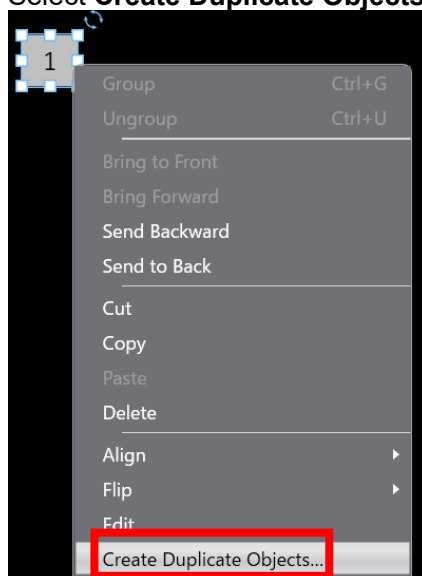 Select Create Duplicate Objects
1
Group Ctrl+G
Ungroup Ctrl+U
Bring to Front
Bring Forward
Send Backward
Send to Back
Cut
Copy
Paste
Delete
Align
Flip
Edit
Create Duplicate Objects...